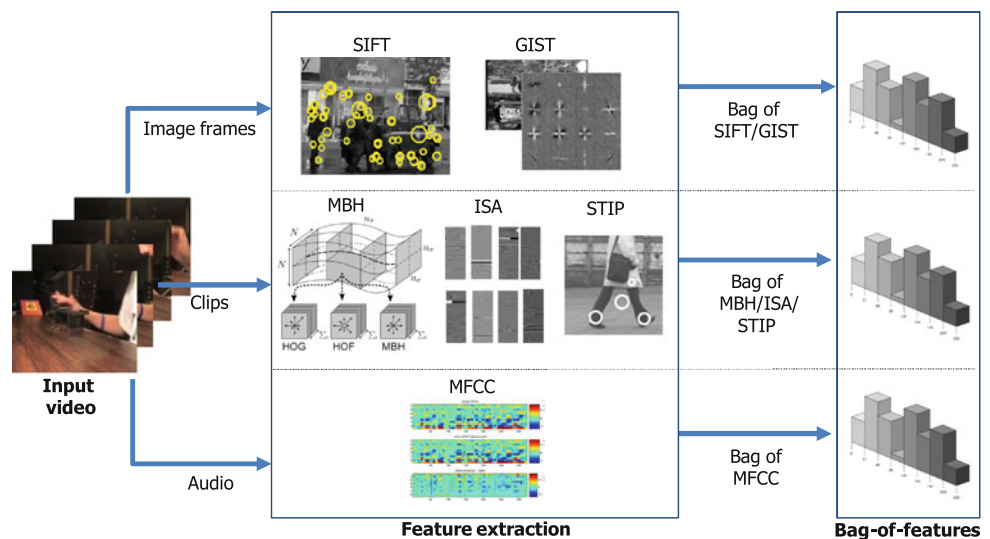 SIFT
GIST
Image frames
Bag of
SIFT/GIST
MBH
ISA
STIP
N
N
Clips
HOG
HOF
MBH
Bag of
MBH/ISA/
STIP
Input
video
MFCC
Audio
Bag of
MFCC
Feature extraction
Bag-of-features